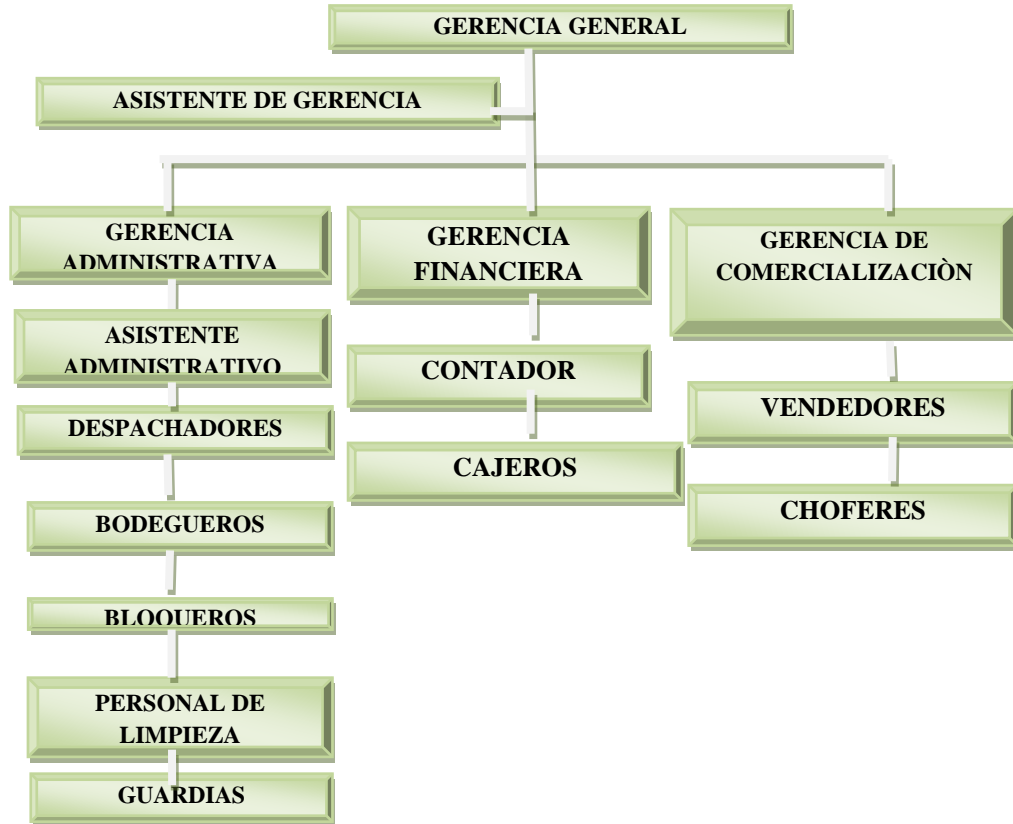 GERENCIA GENERAL
ASISTENTE DE GERENCIA
GERENCIA
ADMINISTRATIVA
ASISTENTE
ADMINISTRATIVO
DESPACHADORES
BODEGUEROS
BLOQUEROS
PERSONAL DE
LIMPIEZA
GUARDIAS
GERENCIA
FINANCIERA
CONTADOR
CAJEROS
GERENCIA DE
COMERCIALIZACIÒN
VENDEDORES
CHOFERES